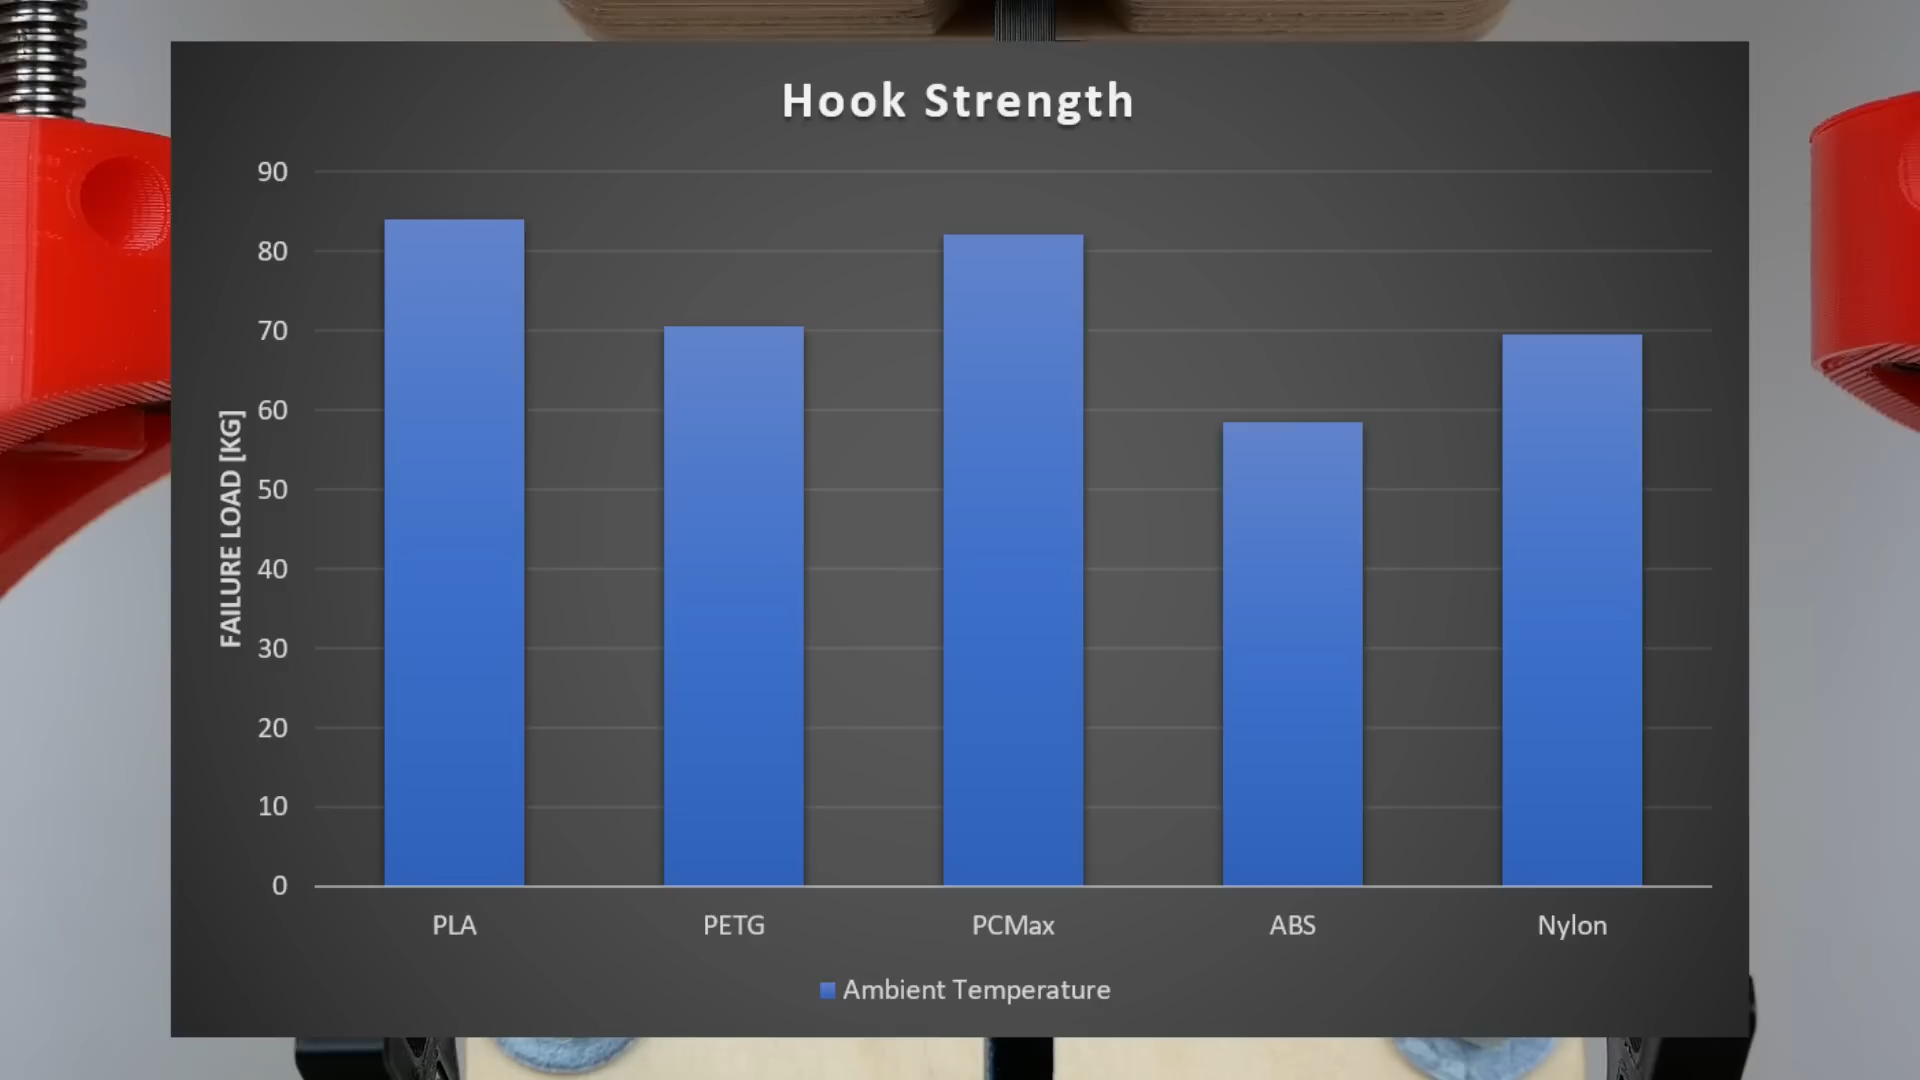 Hook Strength
90
80
70
60
50
40
30
20
10
0
FAILURE LOAD [KG]
PLA PETG PCMax ABS Nylon
Ambient Temperature